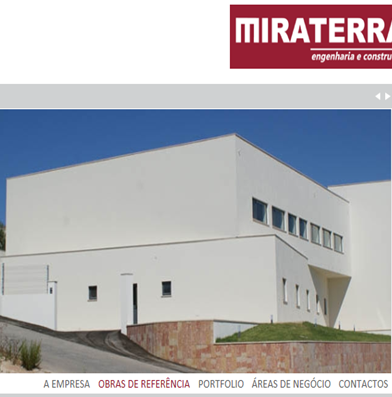 MIRATERRA
engenharia e constru
A EMPRESA OBRAS DE REFERÊNCIA PORTFOLIO ÁREAS DE NEGÓCIO CONTACTOS